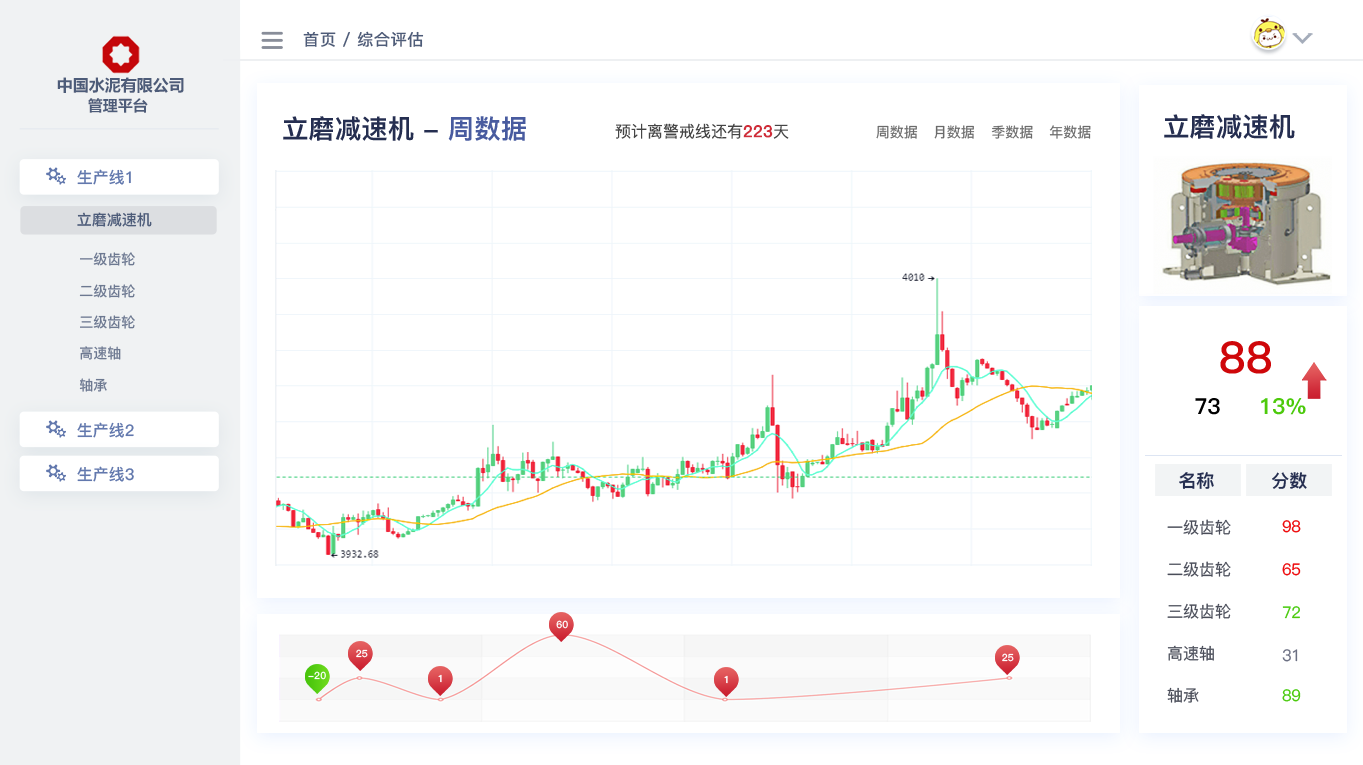 中国水泥有限公司
管理平台
生产线1
立磨减速机
一级齿轮
二级齿轮
三级齿轮
高速轴
轴承
生产线2
生产线3
首页 / 综合评估
立磨减速机 – 周数据
预计离警戒线还有223天
周数据 月数据 季数据 年数据
4010→
←3932.68
-20
25
1
60
1
25
立磨减速机
88
73 13%
名称 分数
一级齿轮 98
二级齿轮 65
三级齿轮 72
高速轴 31
轴承 89